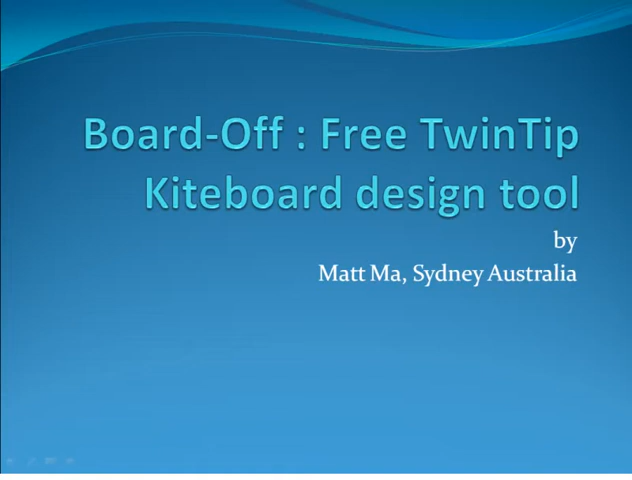 Board-Off : Free TwinTip
Kiteboard design tool
by
Matt Ma, Sydney Australia